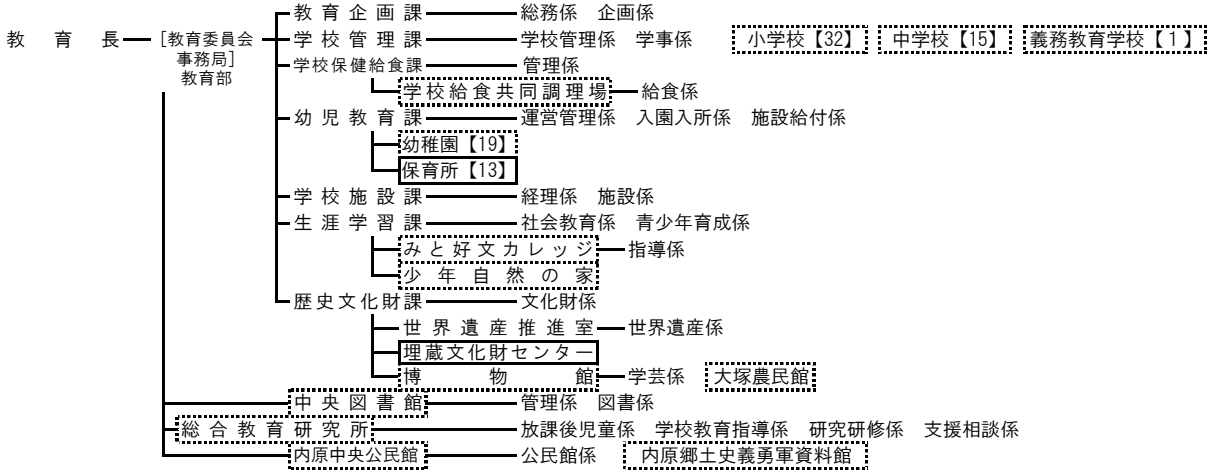 教育企画課 総務係 企画係
教育長 [教育委員会事務局]教育部 学校管理課 学校管理係 学事係 小学校【32】 中学校【15】 義務教育学校【1】
学校保健給食課 管理係
学校給食共同調理場 給食係
幼児教育課 運営管理係 入園入所係 施設給付係
幼稚園【19】
保育所【13】
学校施設課 経理係 施設係
生涯学習課 社会教育係 青少年育成係
みと好文カレッジ 指導係
少年自然の家
歴史文化財課 文化財係
世界遺産推進室 世界遺産係
埋蔵文化財センター
博物館 学芸係 大塚農民館
中央図書館 管理係 図書係
総合教育研究所 放課後児童係 学校教育指導係 研究研修係 支援相談係
内原中央公民館 公民館係 内原郷土史義勇軍資料館